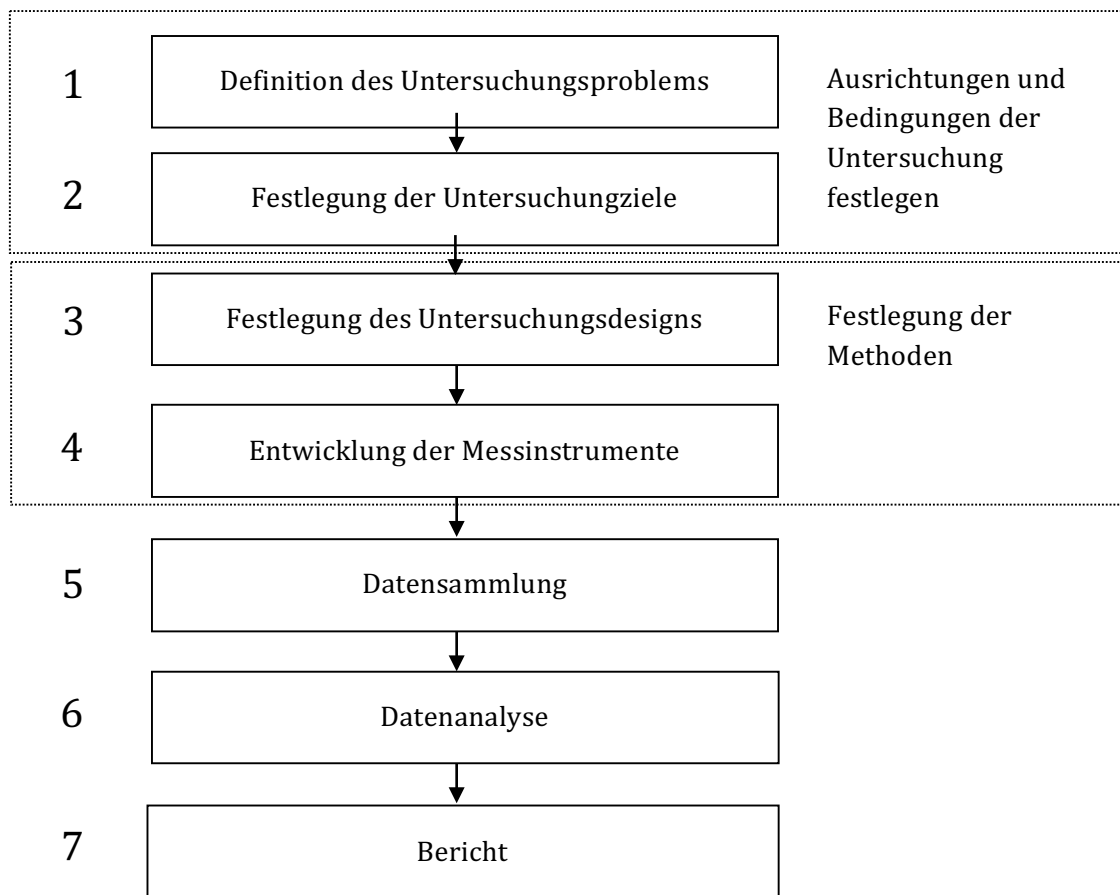 1
Definition des Untersuchungsproblems
Ausrichtungen und
Bedingungen der
Untersuchung
festlegen
2
Festlegung der Untersuchungziele
3
Festlegung des Untersuchungsdesigns
Festlegung der
Methoden
4
Entwicklung der Messinstrumente
5
Datensammlung
6
Datenanalyse
7
Bericht